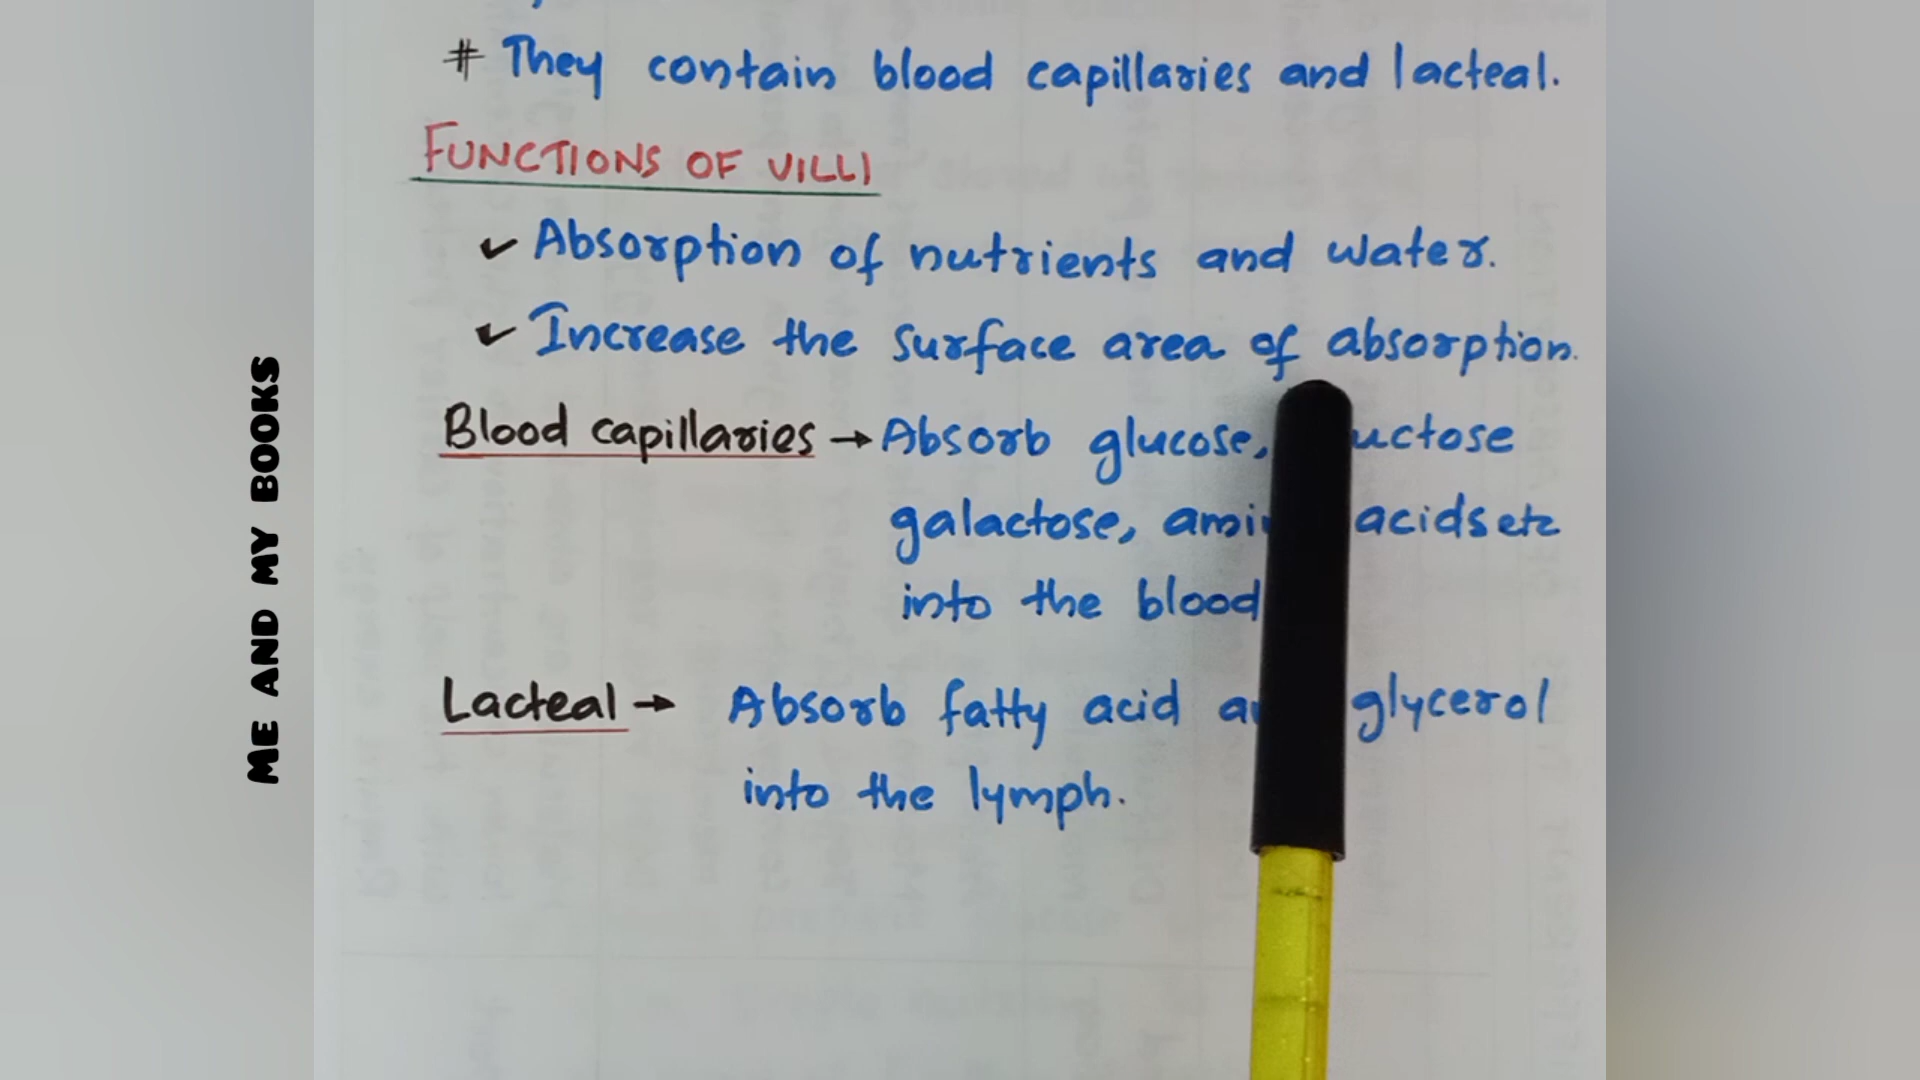 # They contain blood capillaries and lacteal.
FUNCTIONS OF VILLI
✓ Absorption of nutrients and water.
✓ Increase the surface area of absorption.
Blood capillaries → Absorb glucose,
galactose, acids etc
into the blood
Lacteal → Absorb fatty acid glycerol
into the lymph.
ME AND MY BOOKS